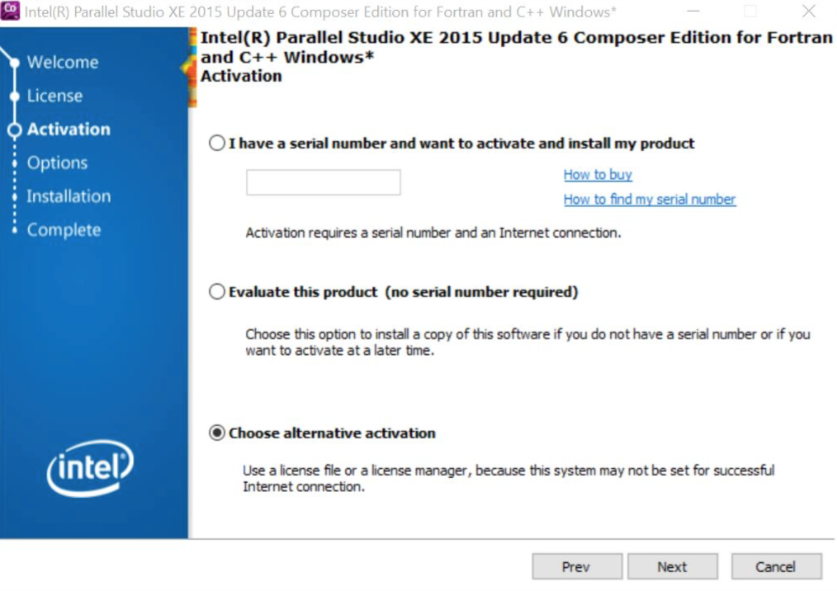 Intel(R) Parallel Studio XE 2015 Update 6 Composer Edition for Fortran and C++ Windows*
Welcome
License
Activation
Options
Installation
Complete
intel
Intel(R) Parallel Studio XE 2015 Update 6 Composer Edition for Fortran
and C++ Windows*
Activation
I have a serial number and want to activate and install my product
How to buy
How to find my serial number
Activation requires a serial number and an Internet connection.
Evaluate this product (no serial number required)
Choose this option to install a copy of this software if you do not have a serial number or if you
want to activate at a later time.
Choose alternative activation
Use a license file or a license manager, because this system may not be set for successful
Internet connection.
Prev
Next
Cancel